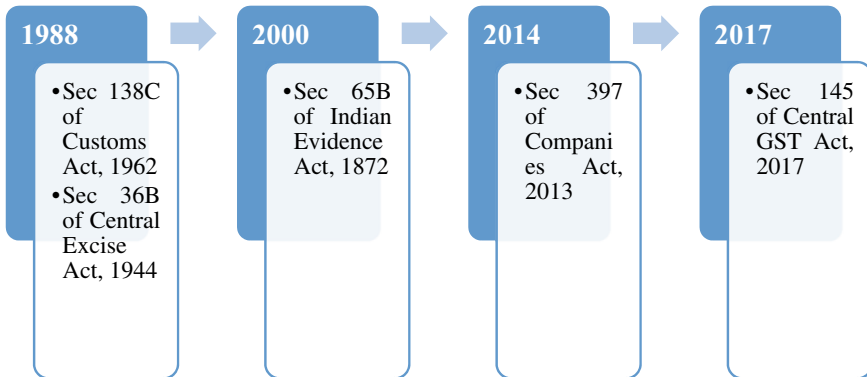 1988
•Sec 138C
of
Customs
Act, 1962
•Sec 36B
of Central
Excise
Act, 1944
2000
•Sec 65B
of Indian
Evidence
Act, 1872
2014
•Sec 397
of
Compani
es Act,
2013
2017
•Sec 145
of Central
GST Act,
2017